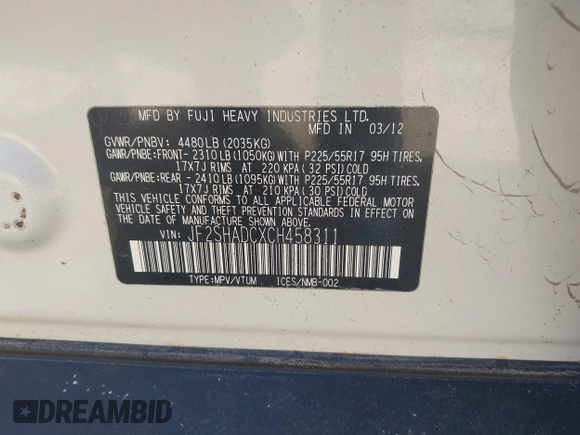 MFD BY FUJI HEAVY INDUSTRIES LTD.
MFD IN 03/12
GVWR/PNBV: 4480LB(2035KG)
GAWR/PNBE:FRONT- 2310LB(1050KG)WITH P225/55R17 95H TIRES,
17X7J RIMS AT 220 KPA(32 PSI)COLD
GAWR/PNBE:REAR -2410LB(1095KG)WITH P225/55R17 95H TIRES,
17X7J RIMS AT 210 KPA(30 PSI)COLD
THIS VEHICLE CONFORMS TO ALL APPLICABLE FEDERAL MOTOR
VEHICLE SAFETY AND BUMPER STANDARDS IN EFFECT ON THE
DATE OF MANUFACTURE SHOWN ABOVE.
VIN: JF2SHADCXCH458311
TYPE:MPV/VTUM ICES/NMB-002
DREAMBID